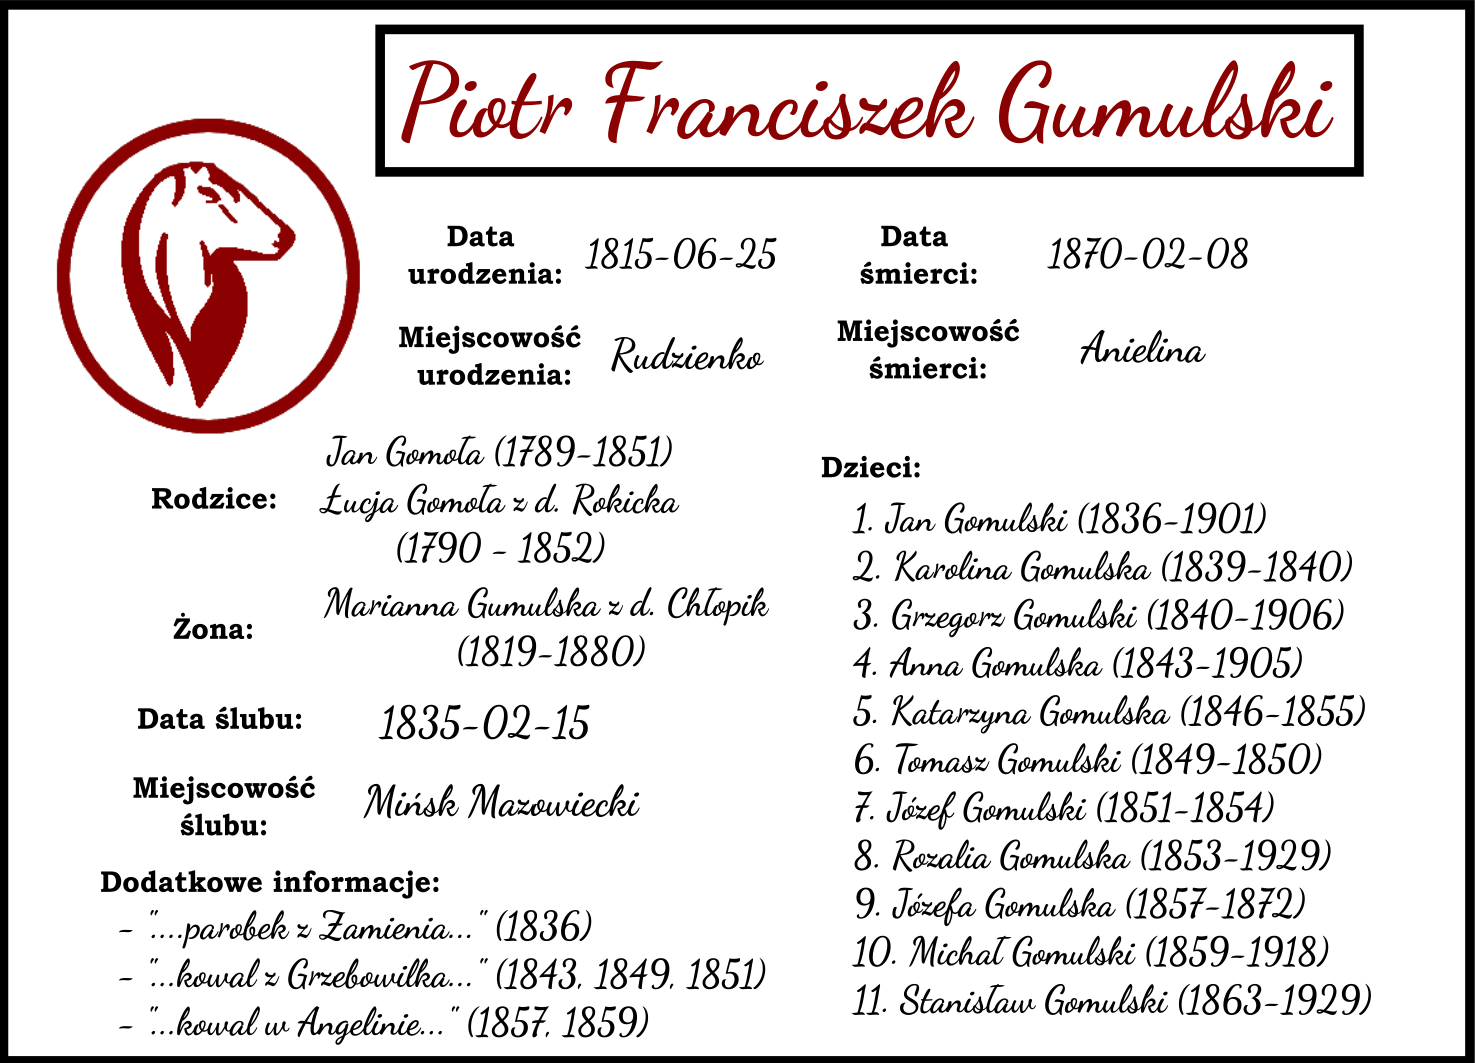 Piotr Franciszek Gumulski
Data
urodzenia:
1815-06-25
Data
śmierci:
1870-02-08
Miejscowość
urodzenia:
Rudzienko
Miejscowość
śmierci:
Anielina
Rodzice:
Jan Gomoła (1789-1851)
Łucja Gomoła z d. Rokicka
(1790 - 1852)
Żona:
Marianna Gumulska z d. Chłopik
(1819-1880)
Data ślubu:
1835-02-15
Miejscowość
ślubu:
Mińsk Mazowiecki
Dodatkowe informacje:
- "....parobek z Żamienia..." (1836)
- "...kowal z Grzebowilka..." (1843, 1849, 1851)
- "...kowal w Angelinie..." (1857, 1859)
Dzieci:
1. Jan Gomulski (1836-1901)
2. Karolina Gomulska (1839-1840)
3. Grzegorz Gomulski (1840-1906)
4. Anna Gomulska (1843-1905)
5. Katarzyna Gomulska (1846-1855)
6. Tomasz Gomulski (1849-1850)
7. Józef Gomulski (1851-1854)
8. Rozalia Gomulska (1853-1929)
9. Józefa Gomulska (1857-1872)
10. Michał Gomulski (1859-1918)
11. Stanisław Gomulski (1863-1929)